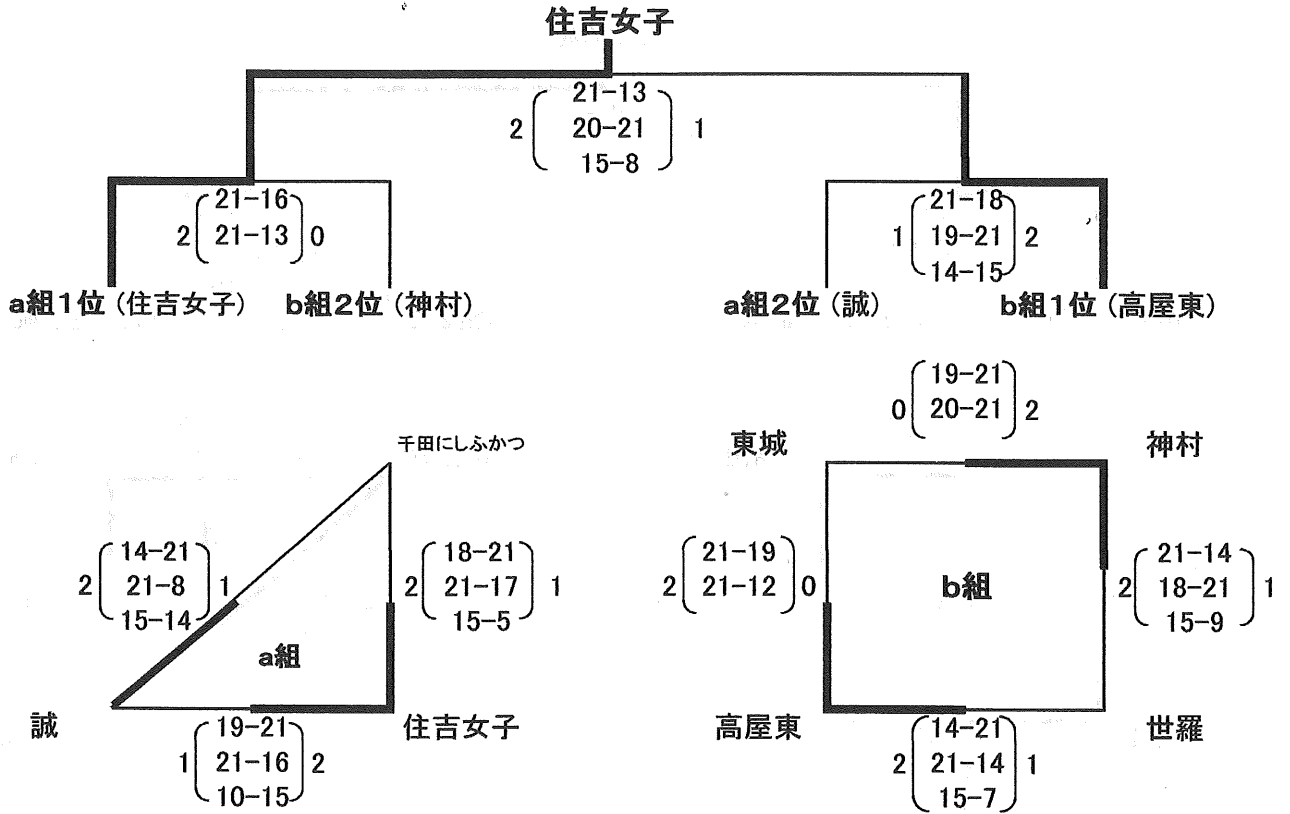 住吉女子
21-13
2 20-21 1
15-8
21-16
2 21-13 0
21-18
1 19-21 2
14-15
a組1位(住吉女子) b組2位(神村) a組2位(誠) b組1位(高屋東)
19-21
0 20-21 2
千田にしふかつ
東城 神村
14-21
2 21-8 1
15-14
18-21
2 21-17 1
15-5
21-19
2 21-12 0
b組
21-14
2 18-21 1
15-9
a組
誠 住吉女子
19-21
1 21-16 2
10-15
高屋東 世羅
14-21
2 21-14 1
15-7